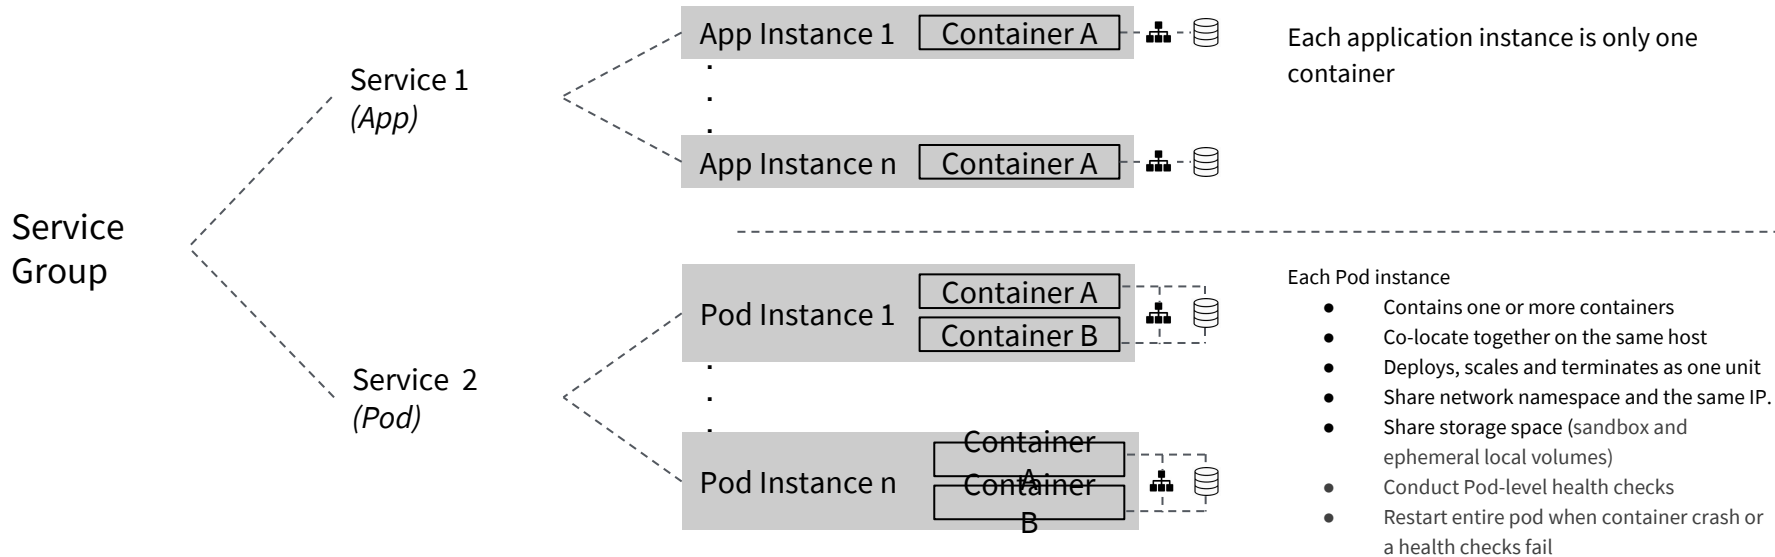 Service
Group
Service 1
(App)
App Instance 1
Container A
.
.
.
App Instance n
Container A
Each application instance is only one
container
Service 2
(Pod)
Pod Instance 1
Container A
Container B
.
.
.
Pod Instance n
Container
A
Container
B
Each Pod instance
● Contains one or more containers
● Co-locate together on the same host
● Deploys, scales and terminates as one unit
● Share network namespace and the same IP.
● Share storage space (sandbox and
ephemeral local volumes)
● Conduct Pod-level health checks
● Restart entire pod when container crash or
a health checks fail